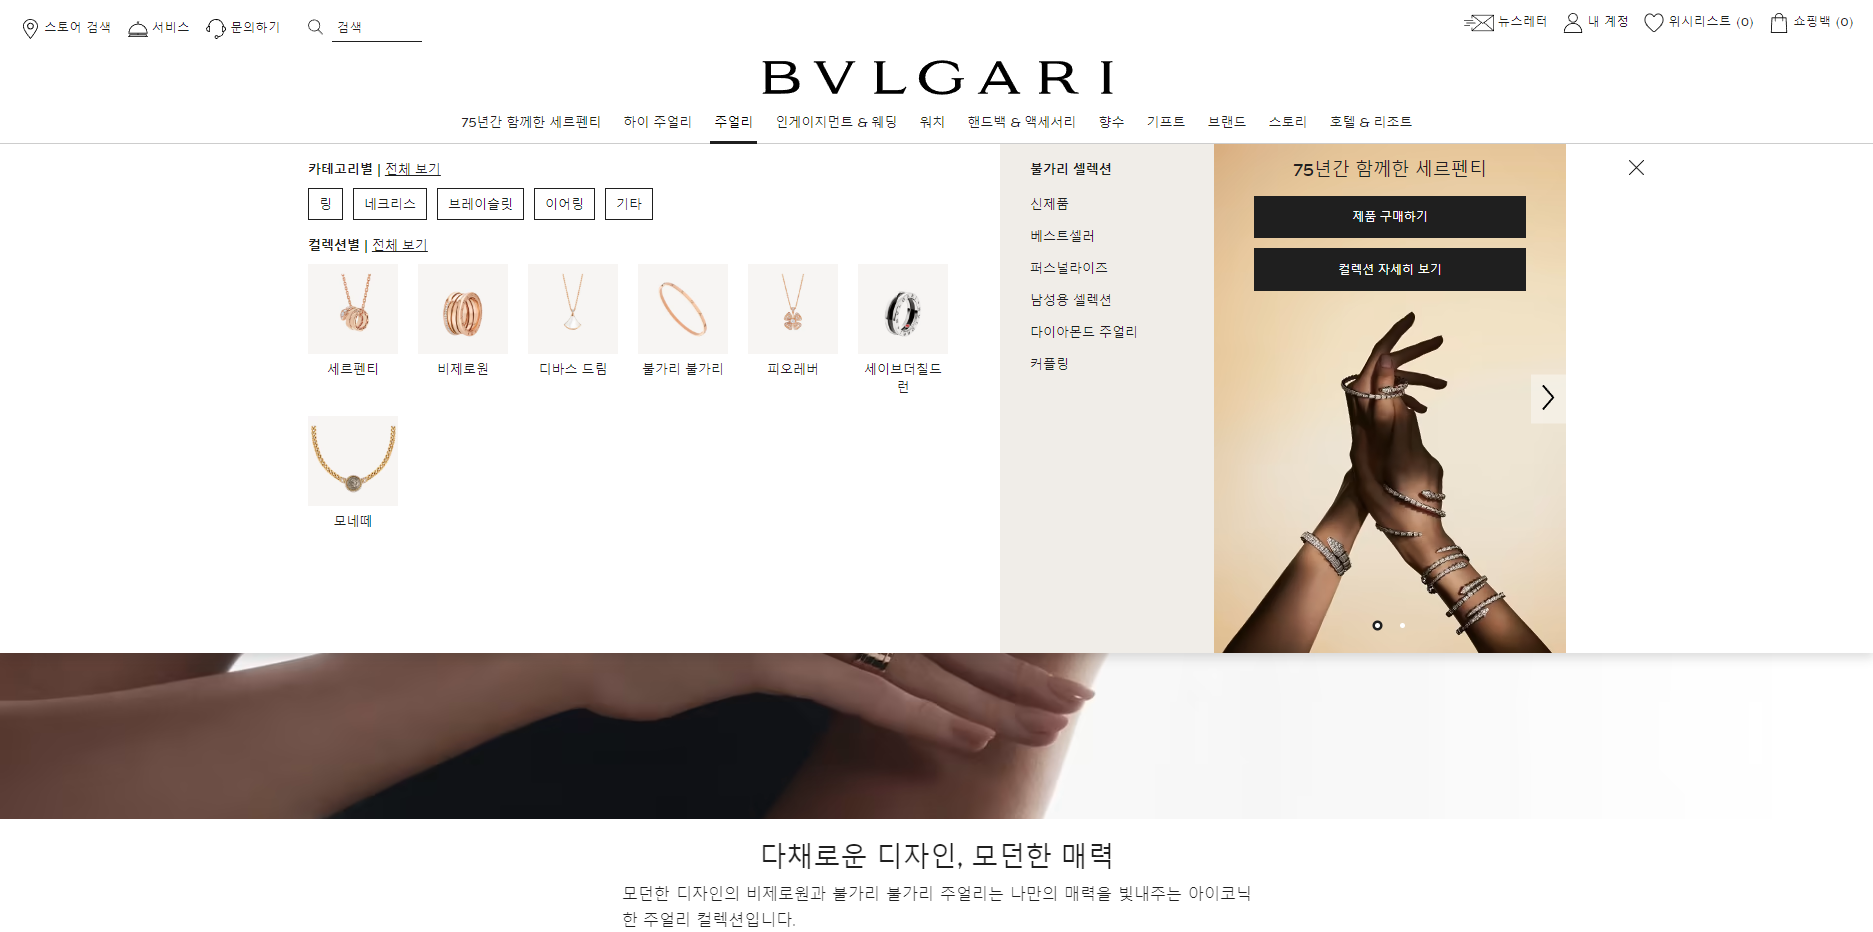 스토어 검색 서비스 문의하기 검색
뉴스레터 내 계정 위시리스트 (0) 쇼핑백 (0)
BVLGARI
75년간 함께한 세르펜티 하이 주얼리 주얼리 인게이지먼트 & 웨딩 워치 핸드백 & 액세서리 향수 기프트 브랜드 스토리 호텔 & 리조트
카테고리별 | 전체 보기
링 네크리스 브레이슬릿 이어링 기타
컬렉션별 | 전체 보기
세르펜티 비제로원 디바스 드림 불가리 불가리 피오레버 세이브더칠드
런
모네떼
불가리 셀렉션
신제품
베스트셀러
퍼스널라이즈
남성용 셀렉션
다이아몬드 주얼리
커플링
75년간 함께한 세르펜티
제품 구매하기
컬렉션 자세히 보기
다채로운 디자인, 모던한 매력
모던한 디자인의 비제로원과 불가리 불가리 주얼리는 나만의 매력을 빛내주는 아이코닉
한 주얼리 컬렉션입니다.